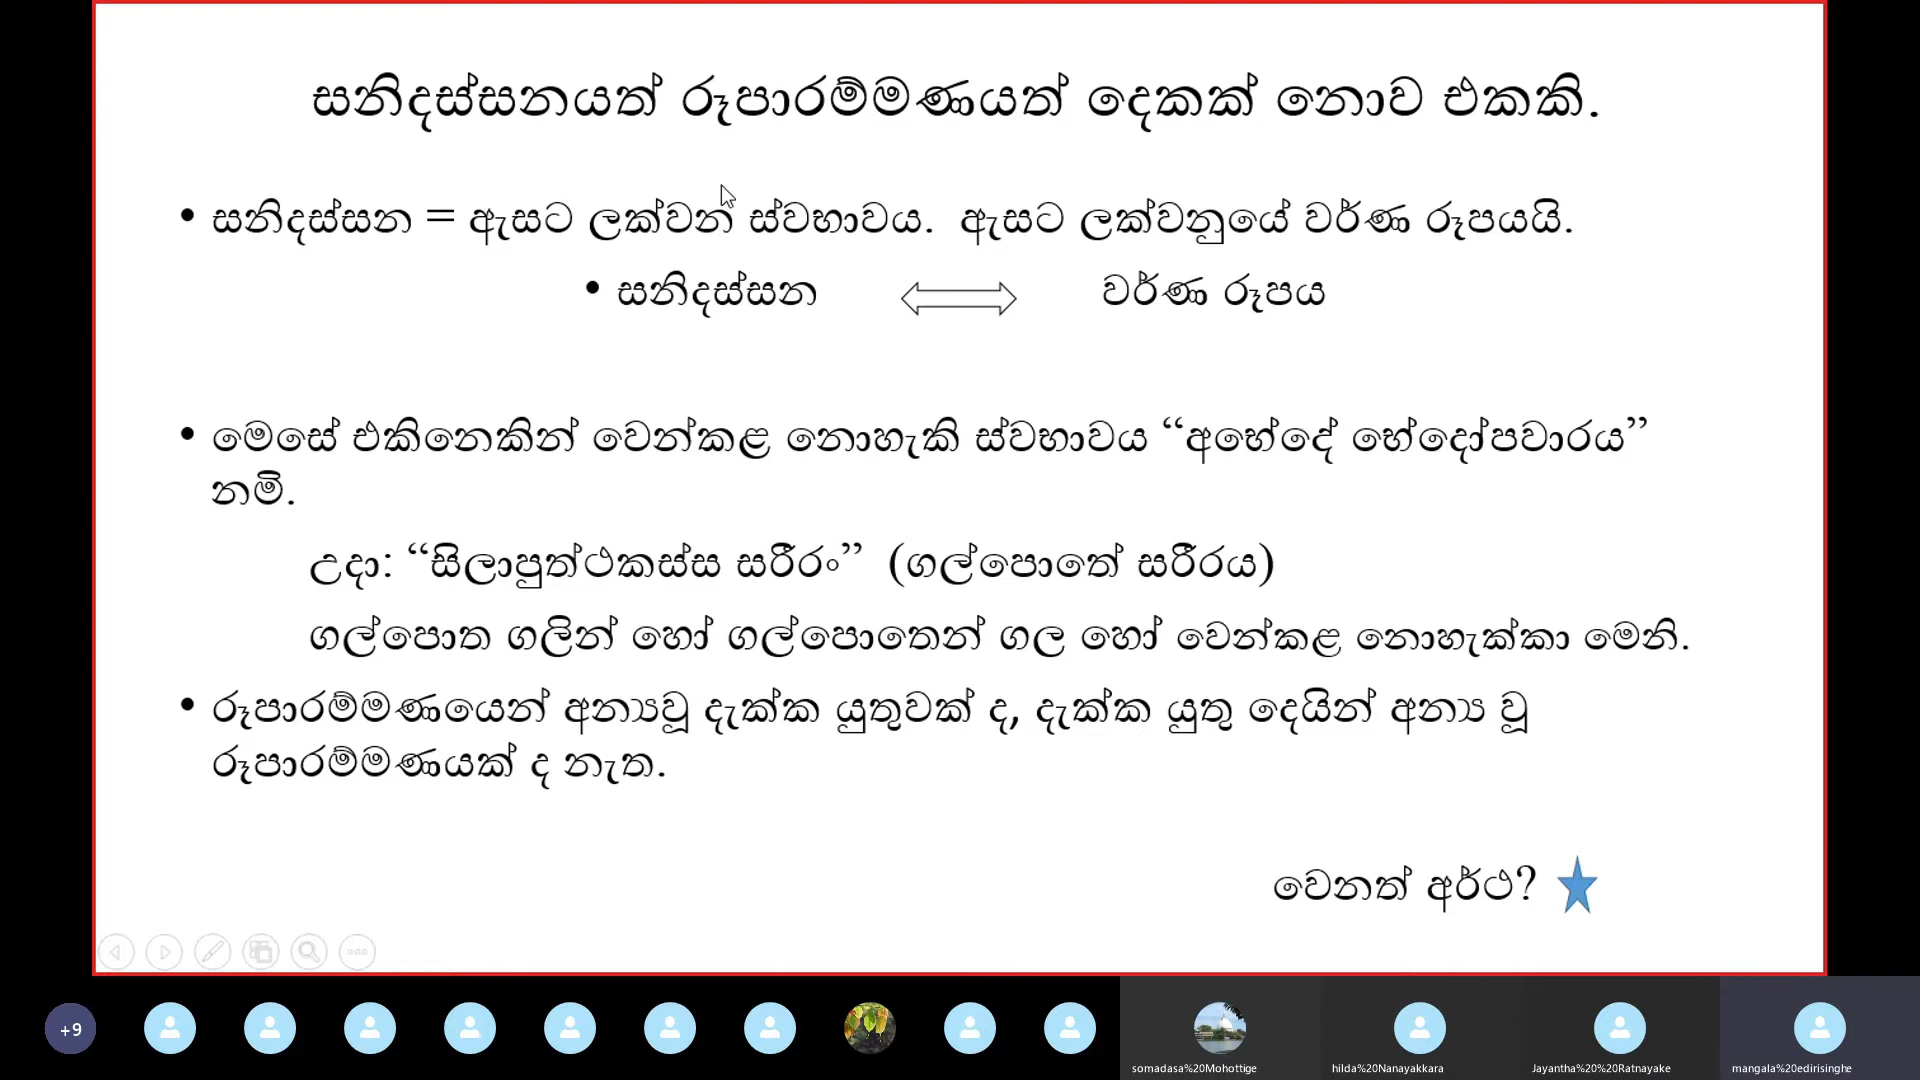 සනිදස්සනයත් රූපාරම්මණයත් දෙකක් නොව එකකි.
• සනිදස්සන = ඇසට ලක්වන ස්වභාවය.  ඇසට ලක්වනුයේ වර්ණ රූපයයි.
• සනිදස්සන වර්ණ රූපය
• මෙසේ එකිනෙකින් වෙන්කළ නොහැකි ස්වභාවය “අභේදේ භේදෝපචාරය”
නමි.
උදා: “සිලාපුත්ථකස්ස සරීරං”  (ගල්පොතේ සරීරය)
ගල්පොත ගලින් හෝ ගල්පොතෙන් ගල හෝ වෙන්කළ නොහැක්කා මෙනි.
• රූපාරම්මණයෙන් අන්‍යවූ දැක්ක යුතුවක් ද, දැක්ක යුතු දෙයින් අන්‍ය වූ
රූපාරම්මණයක් ද නැත.
වෙනත් අර්ථ?
+9
somadasa%20Mohottige
hilda%20Nanayakkara
Jayantha%20%20Ratnayake
mangala%20edirisinghe